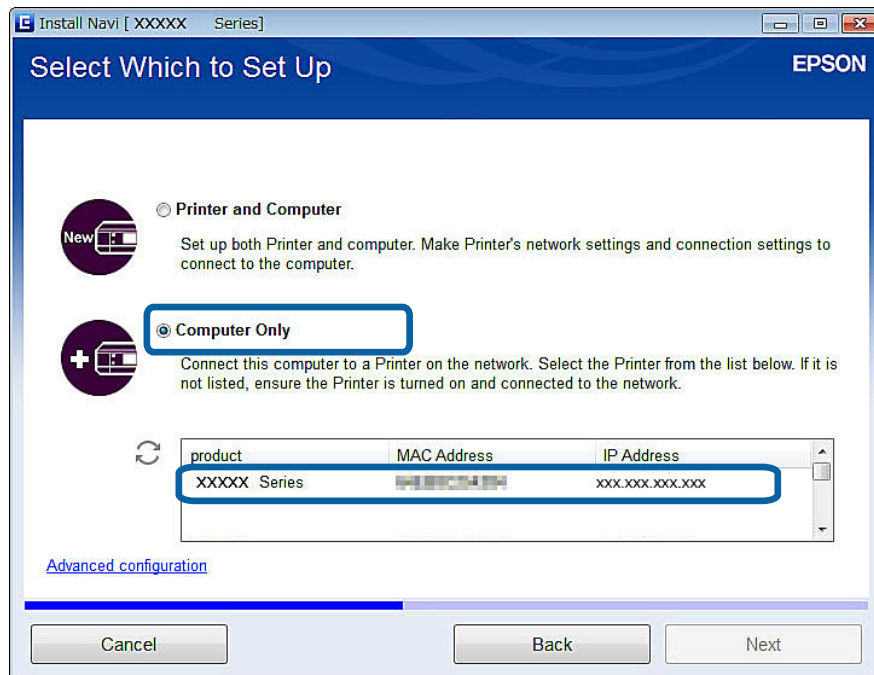 Install Navi [ XXXXX Series]
Select Which to Set Up
EPSON
New
Printer and Computer
Set up both Printer and computer. Make Printer's network settings and connection settings to
connect to the computer.
Computer Only
Connect this computer to a Printer on the network. Select the Printer from the list below. If it is
not listed, ensure the Printer is turned on and connected to the network.
product MAC Address IP Address
XXXXX Series xxx.xxx.xxx.xxx
Advanced configuration
Cancel Back Next